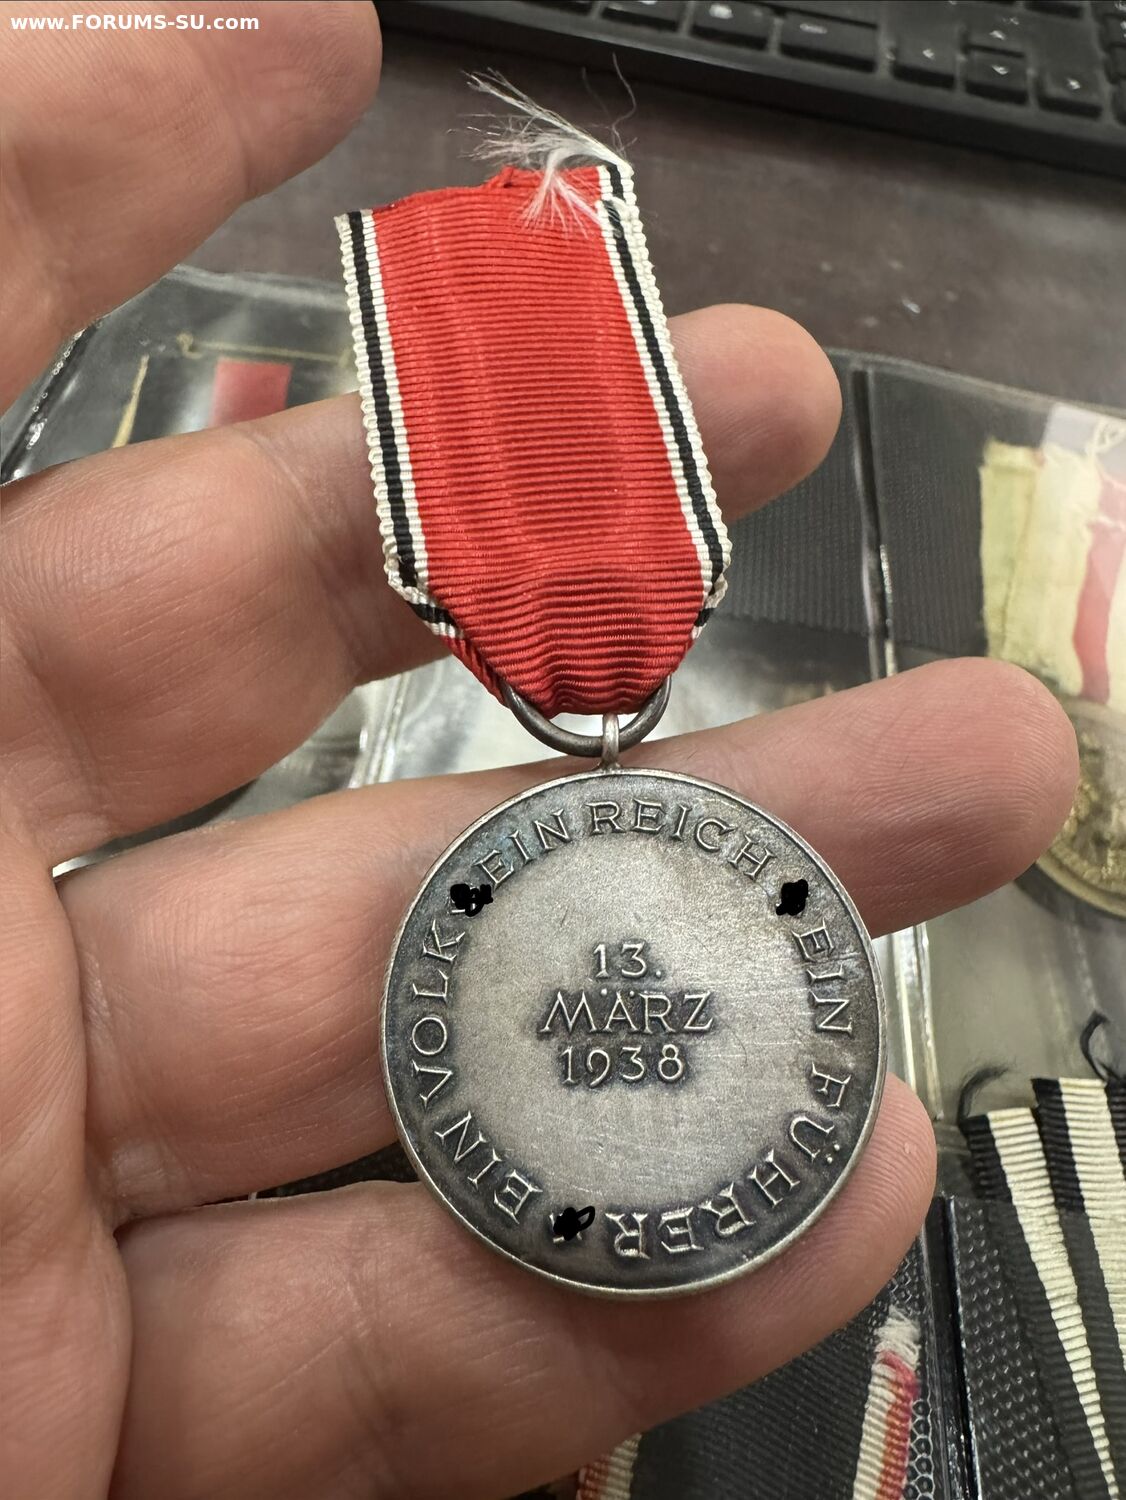 www.FORUMS-SU.com
EIN VOLK EIN REICH EIN FÜHRER
13.
MÄRZ
1938